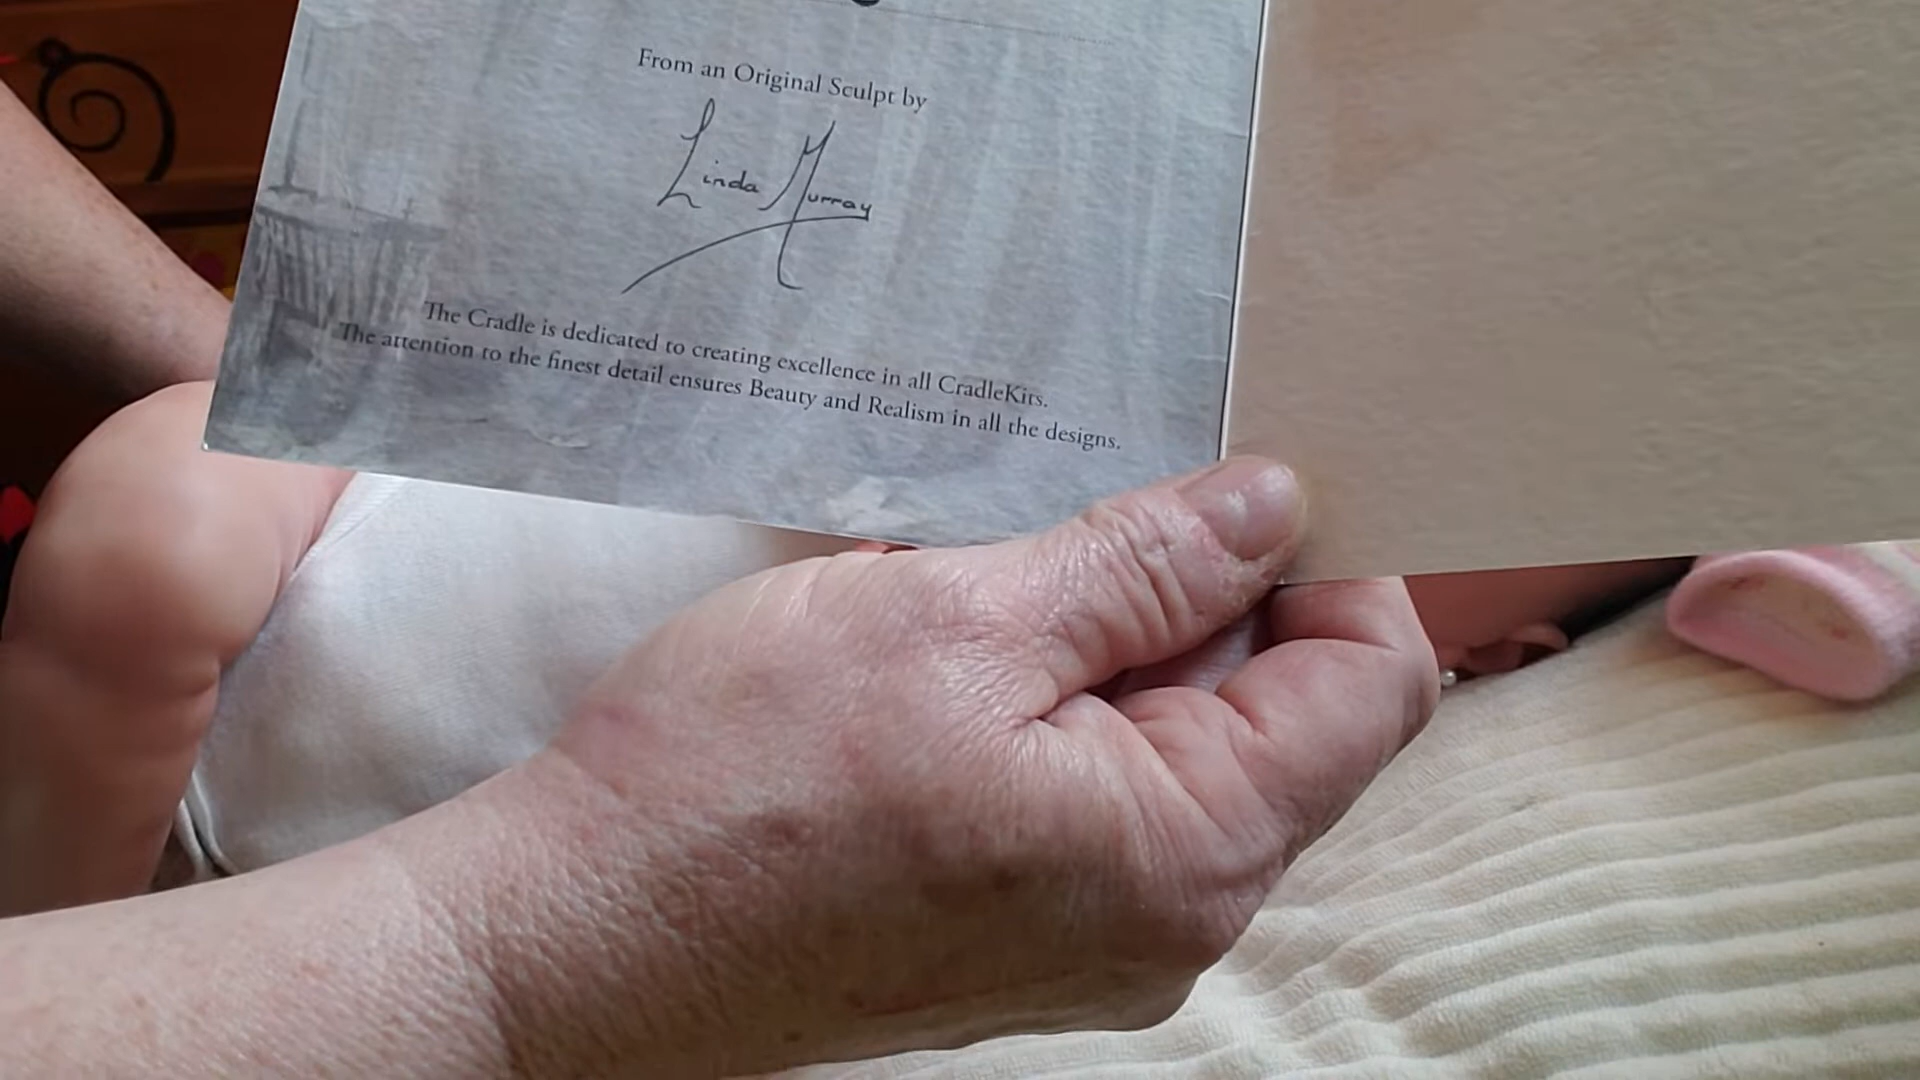 From an Original Sculpt by
Linda Murray
The Cradle is dedicated to creating excellence in all CradleKits.
The attention to the finest detail ensures Beauty and Realism in all the designs.